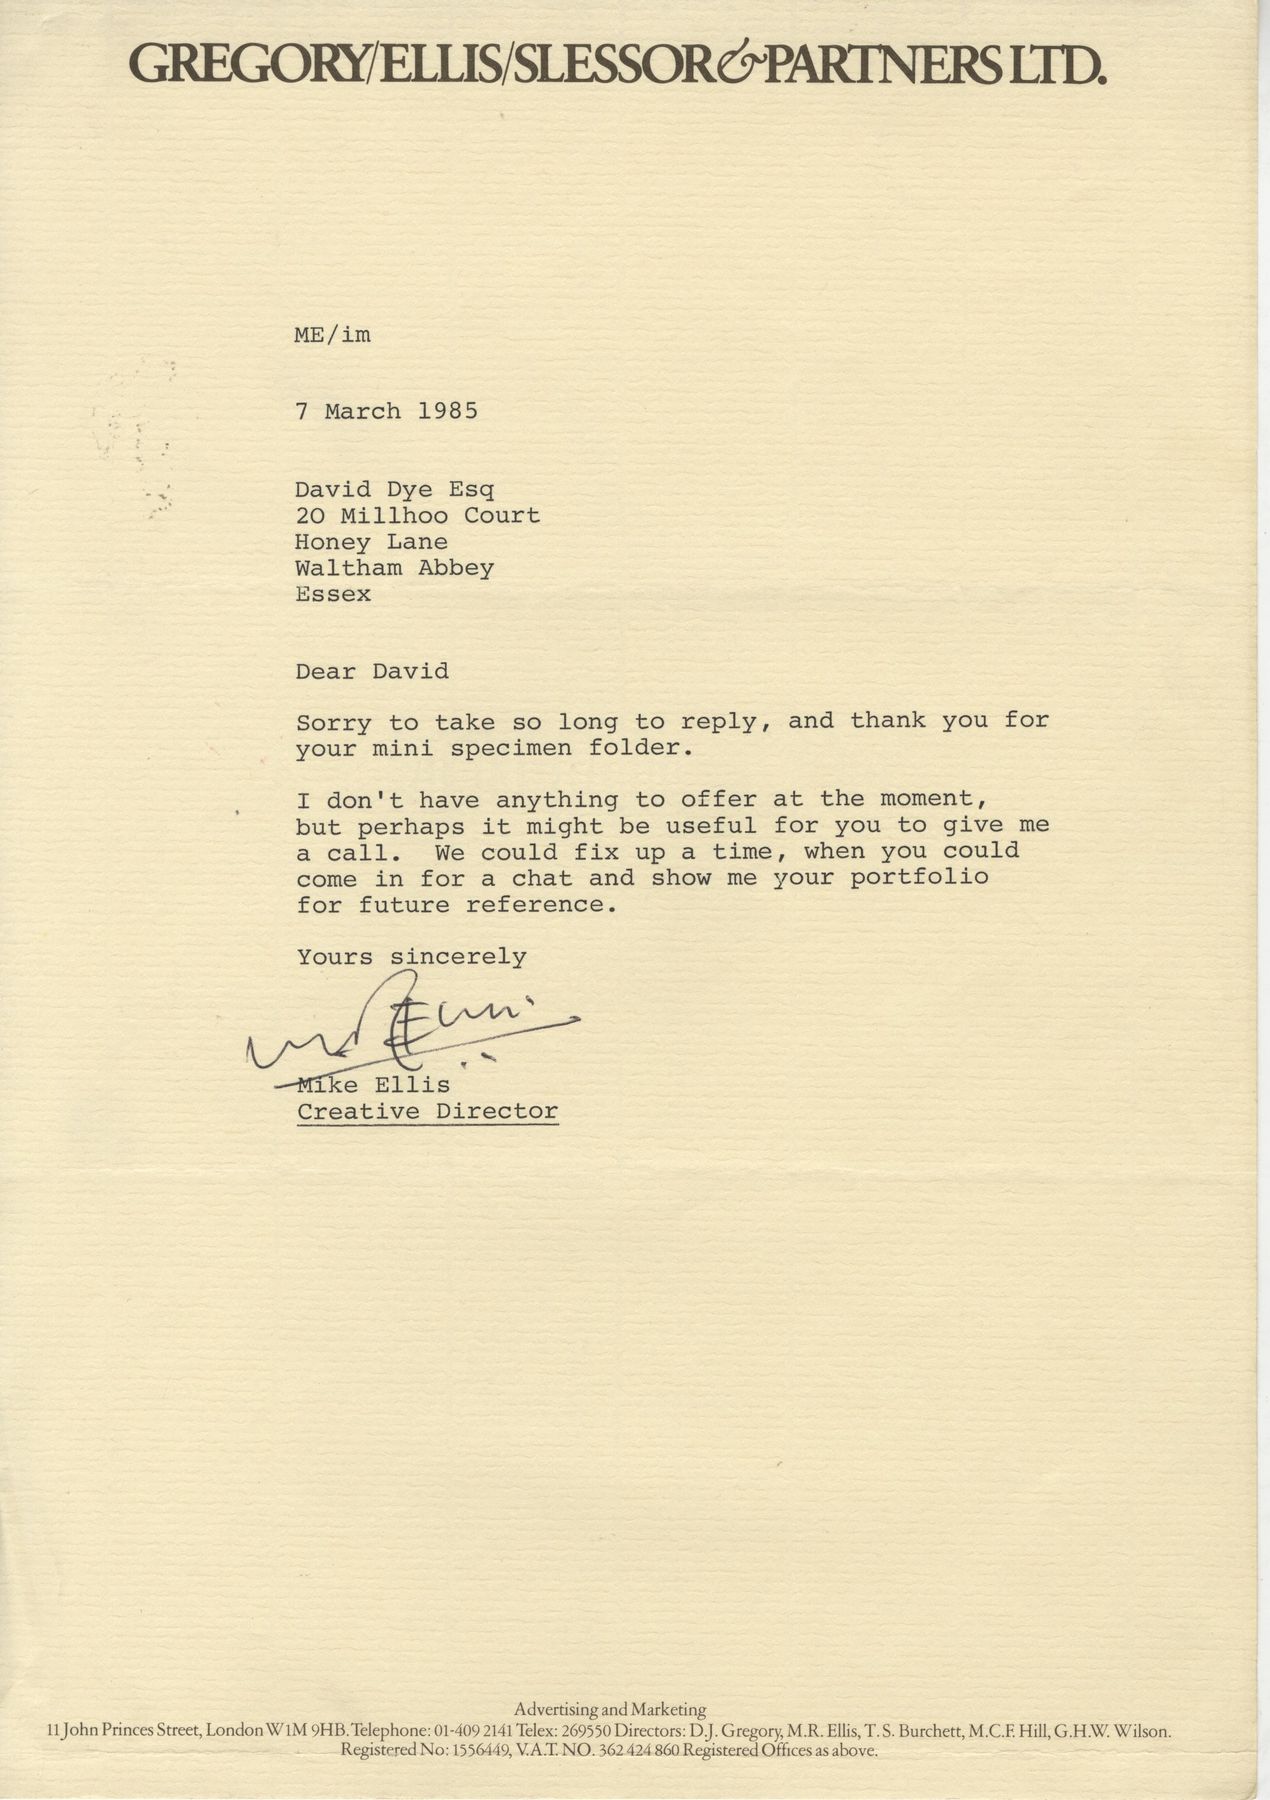 GREGORY/ELLIS/SLESSOR&PARTNERS LTD.
ME/im
7 March 1985
David Dye Esq
20 Millhoo Court
Honey Lane
Waltham Abbey
Essex
Dear David
Sorry to take so long to reply, and thank you for
your mini specimen folder.
I don't have anything to offer at the moment,
but perhaps it might be useful for you to give me
a call. We could fix up a time, when you could
come in for a chat and show me your portfolio
for future reference.
Yours sincerely
Mike Ellis
Creative Director
Advertising and Marketing
11 John Princes Street, London W1M 9HB. Telephone: 01-409 2141 Telex: 269550 Directors: D.J. Gregory, M.R. Ellis, T.S. Burchett, M.C.F. Hill, G.H.W. Wilson.
Registered No: 1556449, V.A.T. NO. 362 424 860 Registered Offices as above.